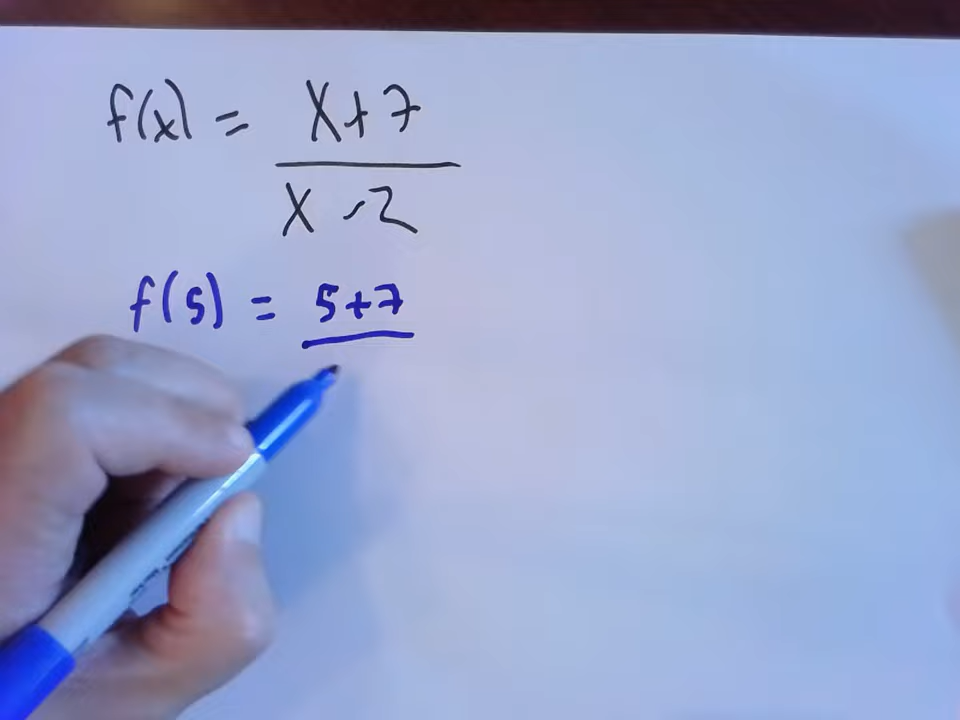 f(x) = x+7
x-2
f(5) = 5+7